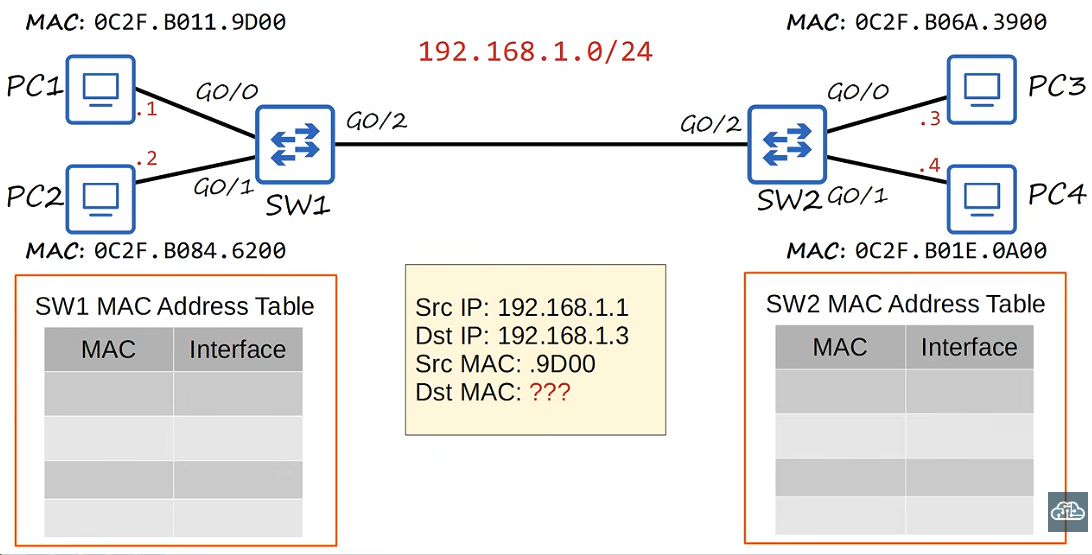 MAC: 0C2F.B011.9D00
MAC: 0C2F.B06A.3900
192.168.1.0/24
PC1
.1
G0/0
G0/2
G0/2
G0/0
.3
PC3
PC2
.2
G0/1
SW1
SW2
G0/1
.4
PC4
MAC: 0C2F.B084.6200
MAC: 0C2F.B01E.0A00
SW1 MAC Address Table
MAC Interface
Src IP: 192.168.1.1
Dst IP: 192.168.1.3
Src MAC: .9D00
Dst MAC: ???
SW2 MAC Address Table
MAC Interface